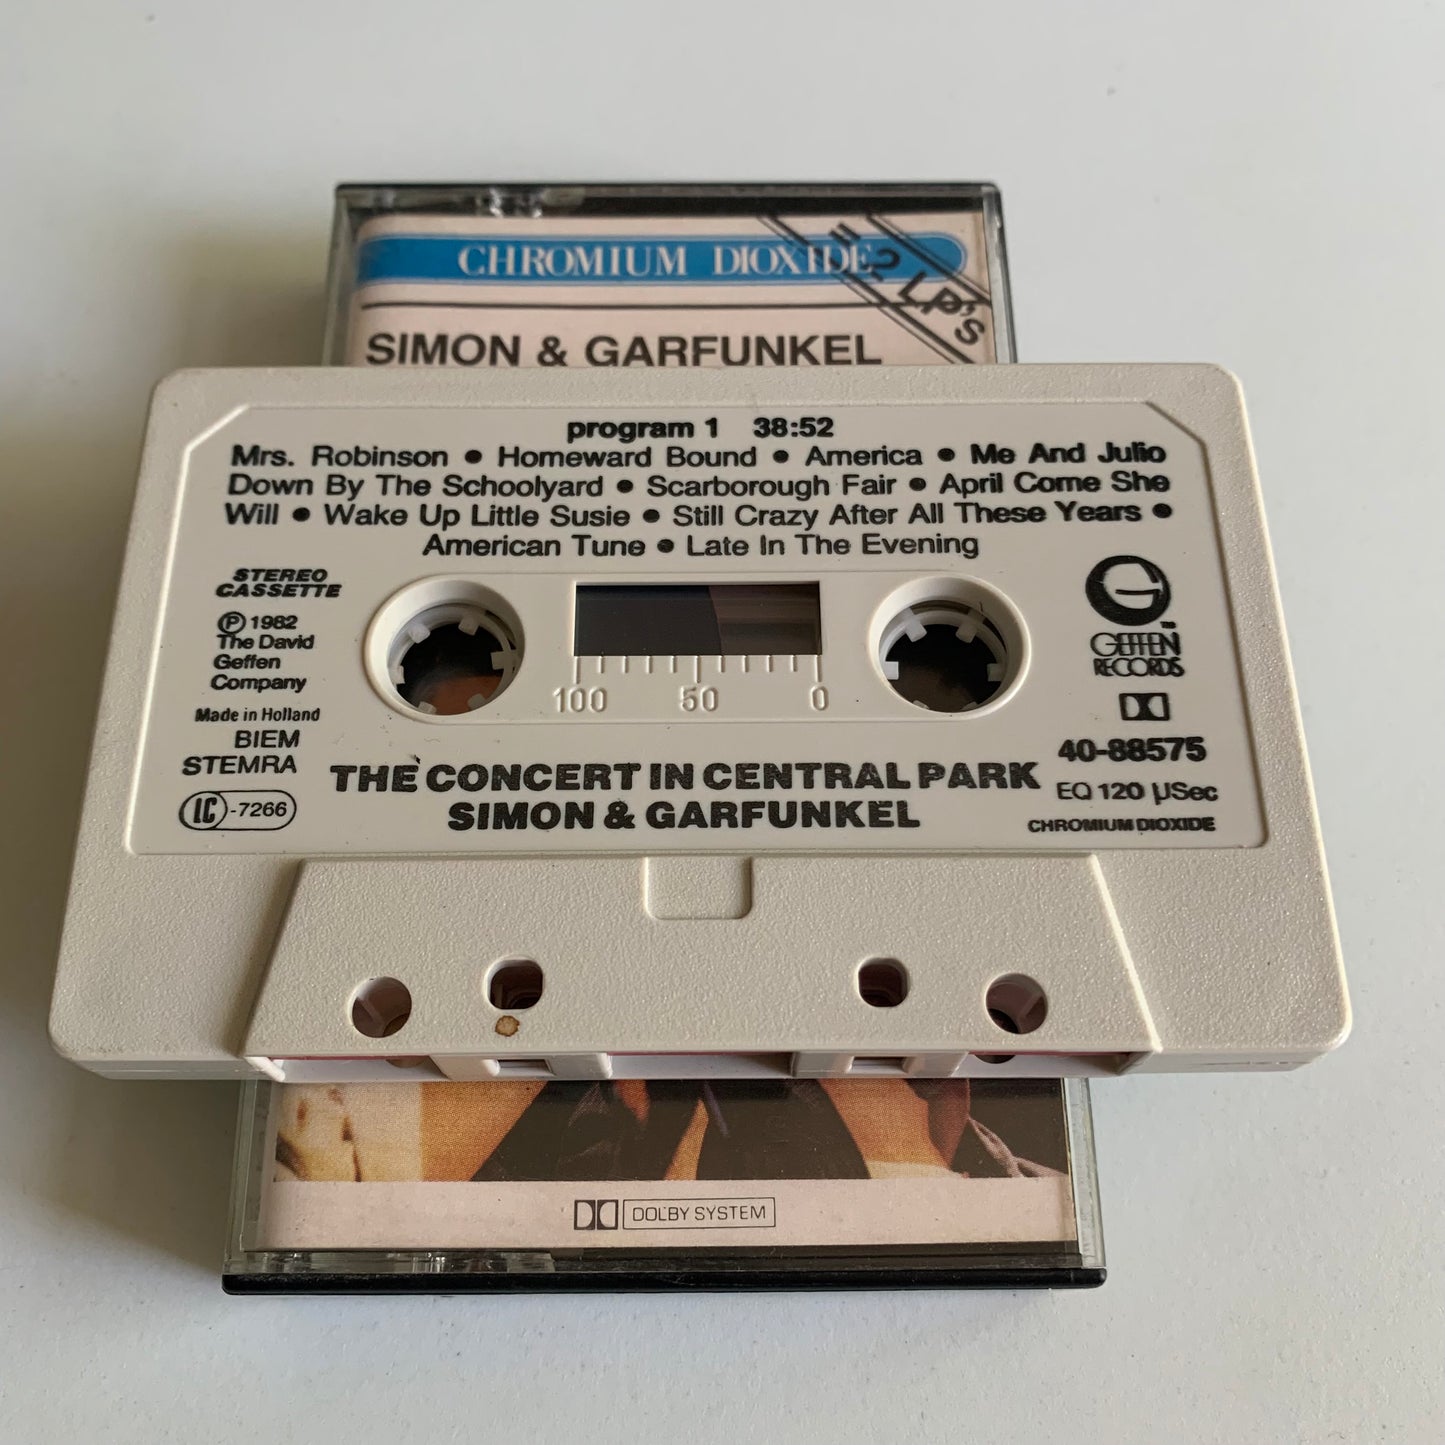 CHROMIUM DIOXIDE
= 2 LP'S
SIMON & GARFUNKEL
program 1 38:52
Mrs. Robinson • Homeward Bound • America • Me And Julio
Down By The Schoolyard • Scarborough Fair • April Come She
Will • Wake Up Little Susie • Still Crazy After All These Years •
American Tune • Late In The Evening
STEREO
CASSETTE
℗ 1982
The David
Geffen
Company
Made in Holland
BIEM
STEMRA
LC-7266
100 50 0
G
GEFFEN
RECORDS™
40-88575
EQ 120 µSec
CHROMIUM DIOXIDE
THE CONCERT IN CENTRAL PARK
SIMON & GARFUNKEL
DOLBY SYSTEM